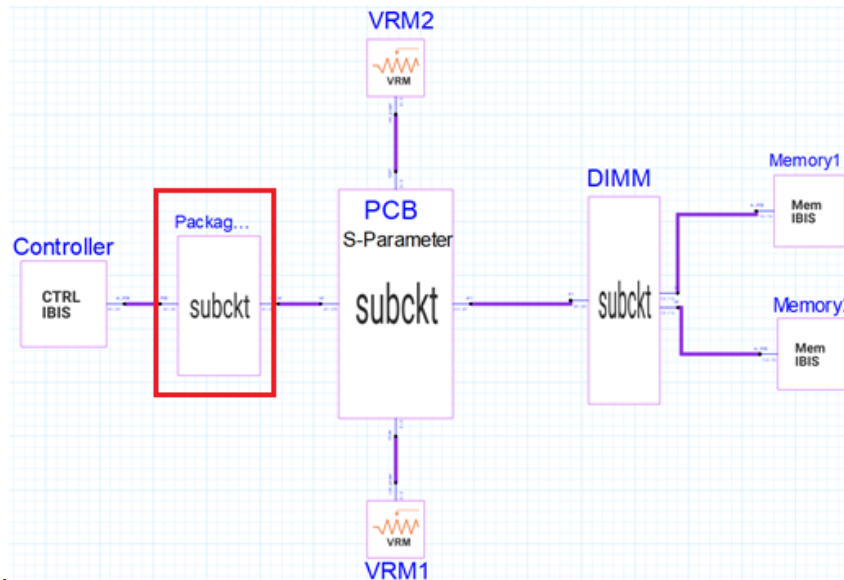 VRM2
VRM
Memory1
Mem
IBIS
DIMM
PCB
S-Parameter
Packag...
Controller
CTRL
IBIS
subckt
subckt
subckt
Memory
Mem
IBIS
VRM
VRM1